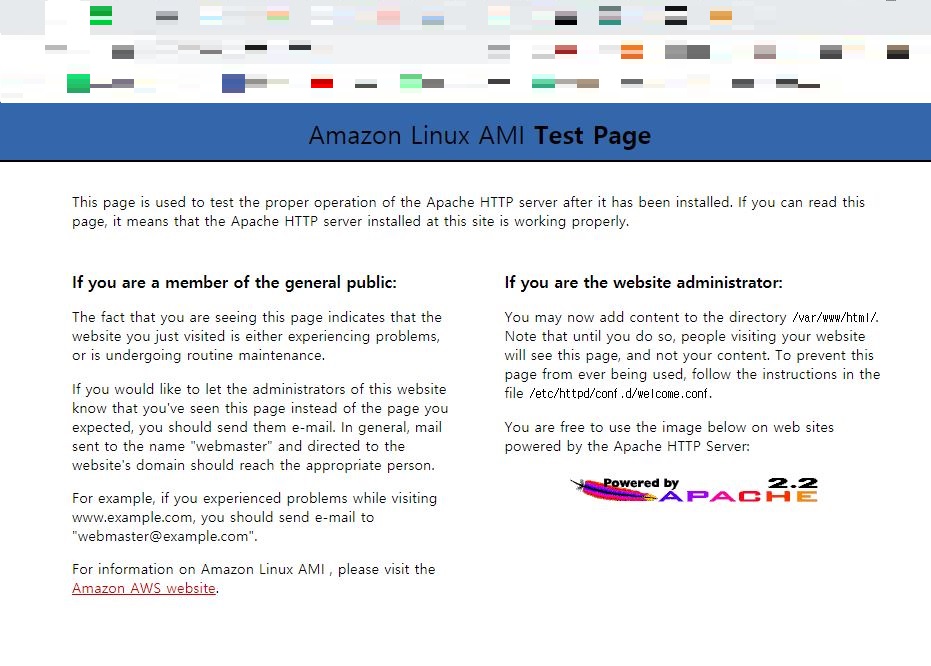 Amazon Linux AMI Test Page
This page is used to test the proper operation of the Apache HTTP server after it has been installed. If you can read this
page, it means that the Apache HTTP server installed at this site is working properly.
If you are a member of the general public:
The fact that you are seeing this page indicates that the
website you just visited is either experiencing problems,
or is undergoing routine maintenance.
If you would like to let the administrators of this website
know that you've seen this page instead of the page you
expected, you should send them e-mail. In general, mail
sent to the name "webmaster" and directed to the
website's domain should reach the appropriate person.
For example, if you experienced problems while visiting
www.example.com, you should send e-mail to
"webmaster@example.com".
For information on Amazon Linux AMI , please visit the
Amazon AWS website.
If you are the website administrator:
You may now add content to the directory /var/www/html/.
Note that until you do so, people visiting your website
will see this page, and not your content. To prevent this
page from ever being used, follow the instructions in the
file /etc/httpd/conf.d/welcome.conf.
You are free to use the image below on web sites
powered by the Apache HTTP Server:
Powered by 2.2
APACHE